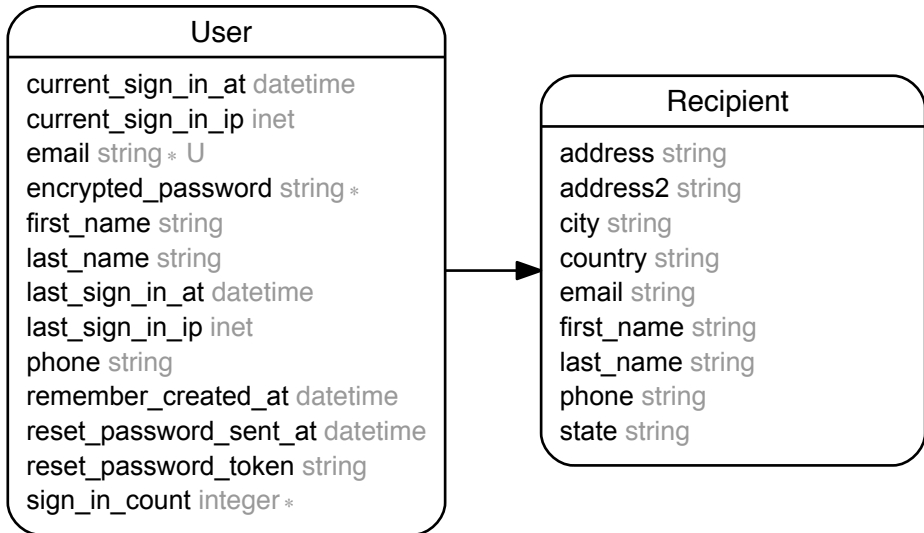 User
current_sign_in_at datetime
current_sign_in_ip inet
email string * U
encrypted_password string *
first_name string
last_name string
last_sign_in_at datetime
last_sign_in_ip inet
phone string
remember_created_at datetime
reset_password_sent_at datetime
reset_password_token string
sign_in_count integer *
Recipient
address string
address2 string
city string
country string
email string
first_name string
last_name string
phone string
state string